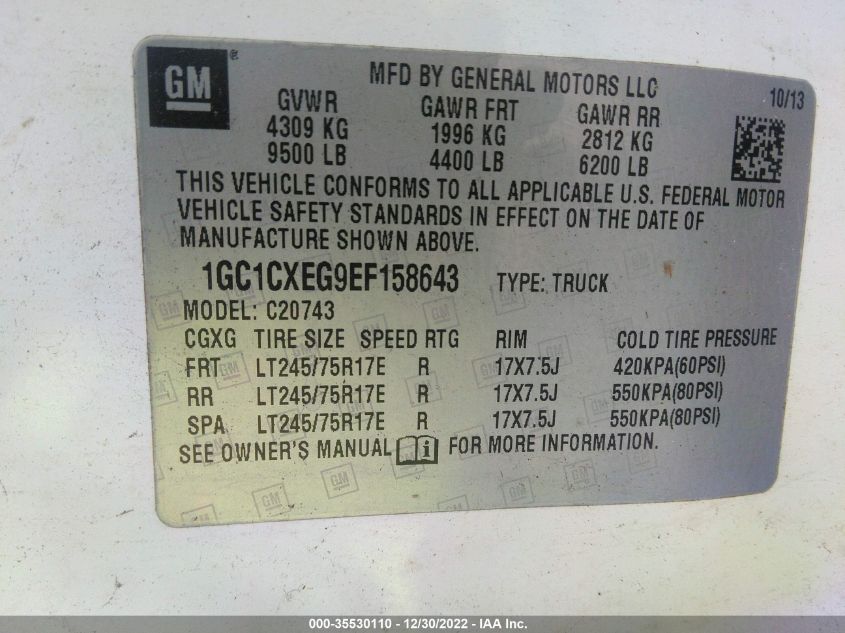 GM ®
MFD BY GENERAL MOTORS LLC
10/13
GVWR GAWR FRT GAWR RR
4309 KG 1996 KG 2812 KG
9500 LB 4400 LB 6200 LB
THIS VEHICLE CONFORMS TO ALL APPLICABLE U.S. FEDERAL MOTOR
VEHICLE SAFETY STANDARDS IN EFFECT ON THE DATE OF
MANUFACTURE SHOWN ABOVE.
1GC1CXEG9EF158643 TYPE: TRUCK
MODEL: C20743
CGXG TIRE SIZE SPEED RTG RIM COLD TIRE PRESSURE
FRT LT245/75R17E R 17X7.5J 420KPA(60PSI)
RR LT245/75R17E R 17X7.5J 550KPA(80PSI)
SPA LT245/75R17E R 17X7.5J 550KPA(80PSI)
SEE OWNER'S MANUAL i FOR MORE INFORMATION.
000-35530110 - 12/30/2022 - IAA Inc.